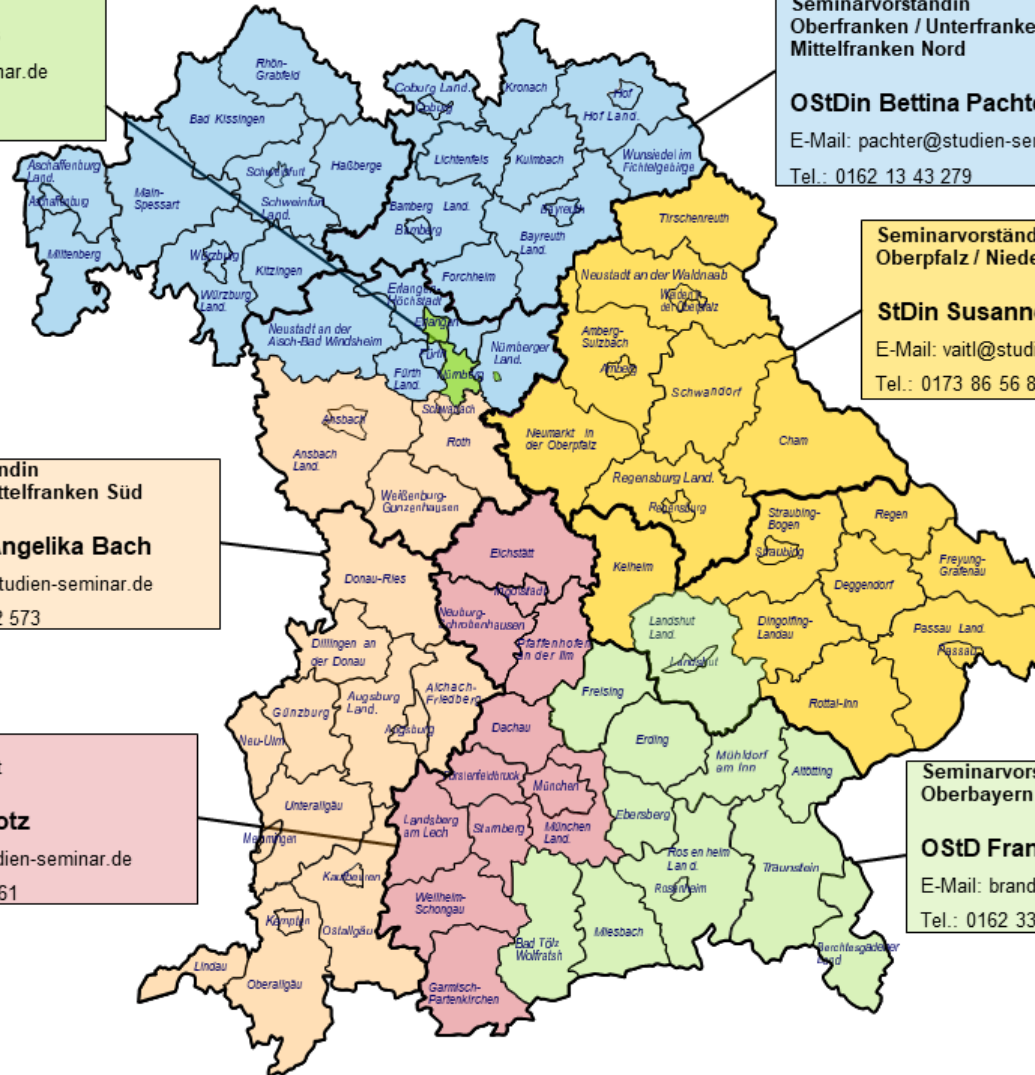 nar.de
Seminarvorständin
Oberfranken / Unterfranke
Mittelfranken Nord
OStDin Bettina Pachte
E-Mail: pachter@studien-se
Tel.: 0162 13 43 279
Seminarvorständ
Oberpfalz / Niede
StDin Susanne
E-Mail: vaitl@studi
Tel.: 0173 86 56 8
ndin
ttelfranken Süd
Angelika Bach
tudien-seminar.de
2 573
t
otz
dien-seminar.de
61
Seminarvors
Oberbayern
OStD Fran
E-Mail: brand
Tel.: 0162 33
Rhön-
Grabfeld
Bad Kissingen
Aschaffenburg
Land.
Aschaffenburg
Main-
Spessart
Miltenberg
Schweinfurt
Schweinfurt
Land.
Haßberge
Würzburg
Würzburg
Land.
Kitzingen
Coburg Land.
Coburg
Kronach
Hof
Hof Land.
Lichtenfels
Kulmbach
Wunsiedel im
Fichtelgebirge
Bamberg Land.
Bamberg
Bayreuth
Bayreuth
Land.
Forchheim
Erlangen-
Höchstadt
Erlangen
Neustadt an der
Aisch-Bad Windsheim
Fürth
Fürth
Land.
Nürnberg
Nürnberger
Land.
Schwabach
Ansbach
Ansbach
Land.
Roth
Weißenburg-
Gunzenhausen
Tirschenreuth
Neustadt an der Waldnaab
Weiden in
der Oberpfalz
Amberg-
Sulzbach
Amberg
Schwandorf
Neumarkt in
der Oberpfalz
Cham
Regensburg Land.
Regensburg
Straubing-
Bogen
Straubing
Regen
Freyung-
Grafenau
Deggendorf
Kelheim
Landshut
Land.
Landshut
Dingolfing-
Landau
Passau Land.
Passau
Rottal-Inn
Eichstätt
Ingolstadt
Neuburg-
Schrobenhausen
Pfaffenhofen
an der Ilm
Donau-Ries
Dillingen an
der Donau
Günzburg
Augsburg
Land.
Augsburg
Aichach-
Friedberg
Neu-Ulm
Unterallgäu
Memmingen
Kaufbeuren
Kempten
Ostallgäu
Lindau
Oberallgäu
Dachau
Fürstenfeldbruck
München
München
Land.
Landsberg
am Lech
Starnberg
Weilheim-
Schongau
Garmisch-
Partenkirchen
Freising
Erding
Mühldorf
am Inn
Altötting
Ebersberg
Rosenheim
Land.
Rosenheim
Traunstein
Bad Tölz
Wolfratsh
Miesbach
Berchtesgadener
Land